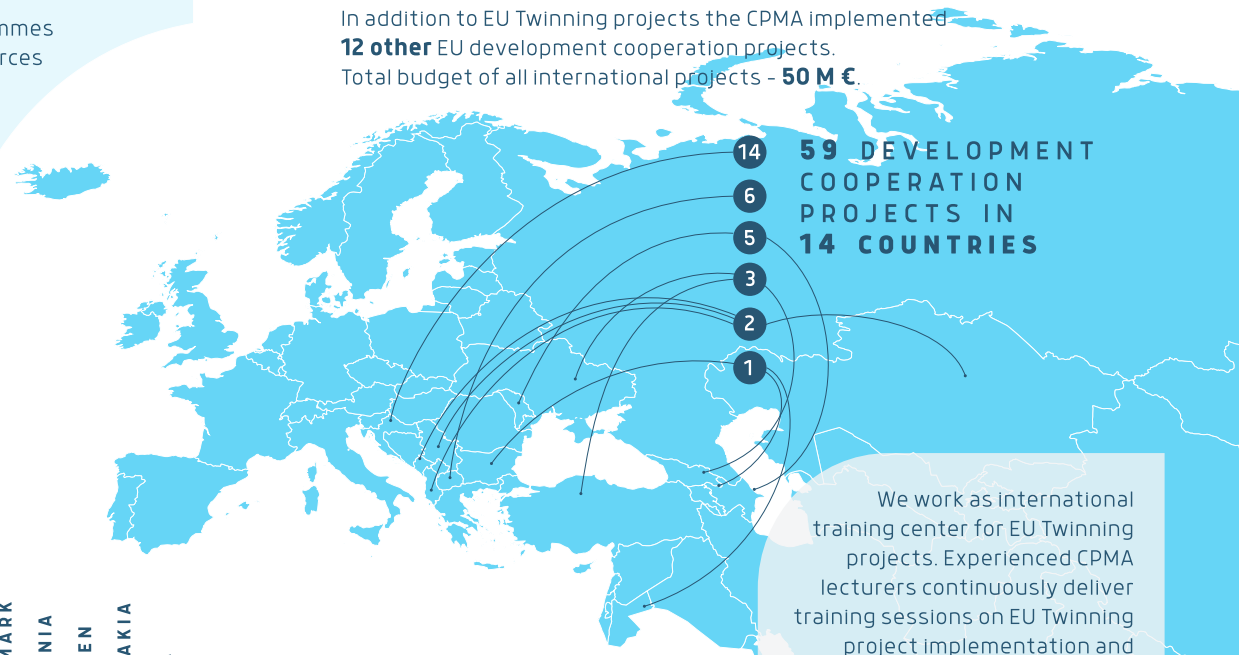 In addition to EU Twinning projects the CPMA implemented
12 other EU development cooperation projects.
Total budget of all international projects - 50 M €.
14
6
5
3
2
1
59 DEVELOPMENT
COOPERATION
PROJECTS IN
14 COUNTRIES
We work as international
training center for EU Twinning
projects. Experienced CPMA
lecturers continuously deliver
training sessions on EU Twinning
project implementation and